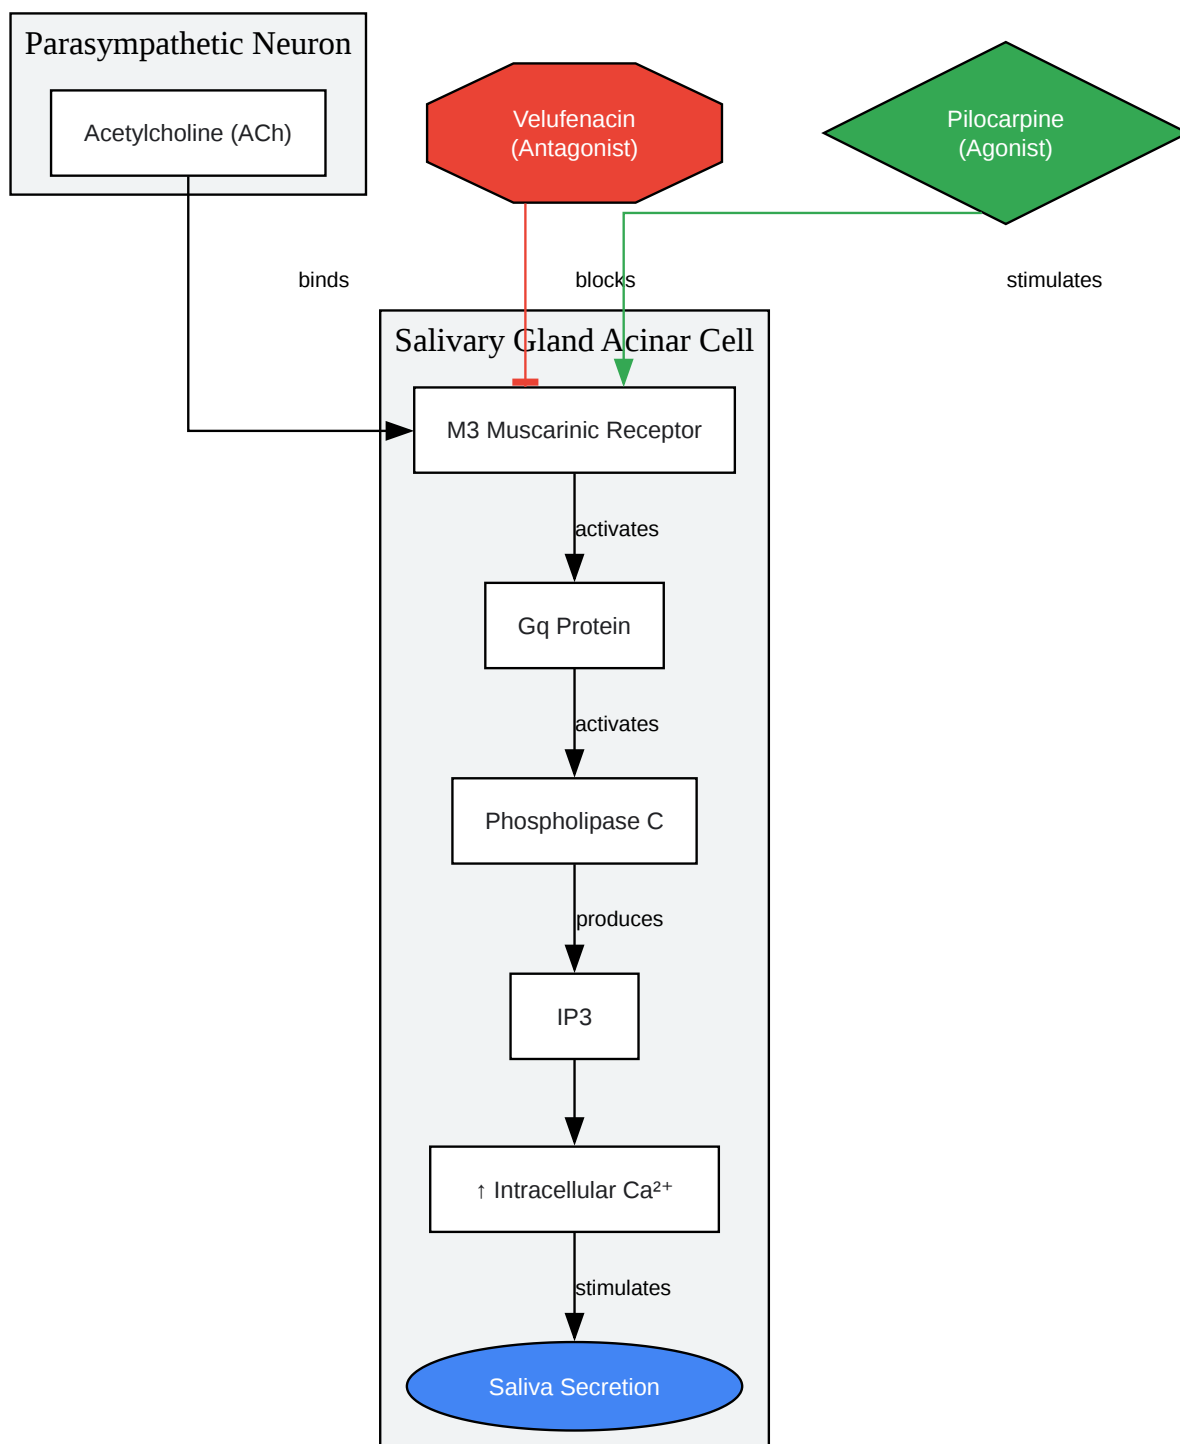 Parasympathetic Neuron
Acetylcholine (ACh)
Velufenacin
(Antagonist)
Pilocarpine
(Agonist)
binds
blocks
stimulates
Salivary Gland Acinar Cell
M3 Muscarinic Receptor
activates
Gq Protein
activates
Phospholipase C
produces
IP3
↑ Intracellular Ca²⁺
stimulates
Saliva Secretion